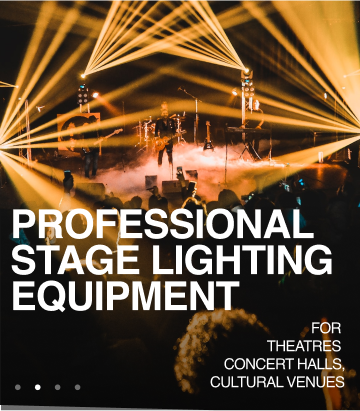 PROFESSIONAL
STAGE LIGHTING
EQUIPMENT
FOR
THEATRES
CONCERT HALLS,
CULTURAL VENUES